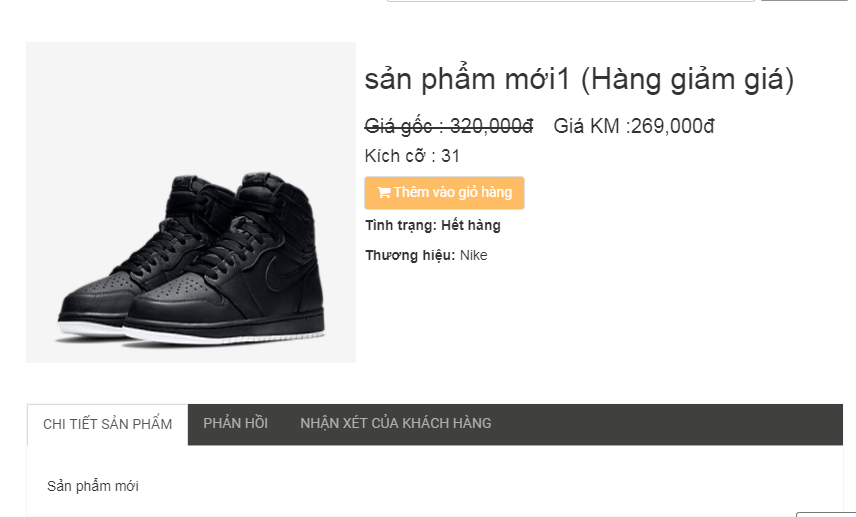 sản phẩm mới1 (Hàng giảm giá)
Giá gốc : 320,000đ Giá KM :269,000đ
Kích cỡ : 31
Thêm vào giỏ hàng
Tình trạng: Hết hàng
Thương hiệu: Nike
CHI TIẾT SẢN PHẨM PHẢN HỒI NHẬN XÉT CỦA KHÁCH HÀNG
Sản phẩm mới